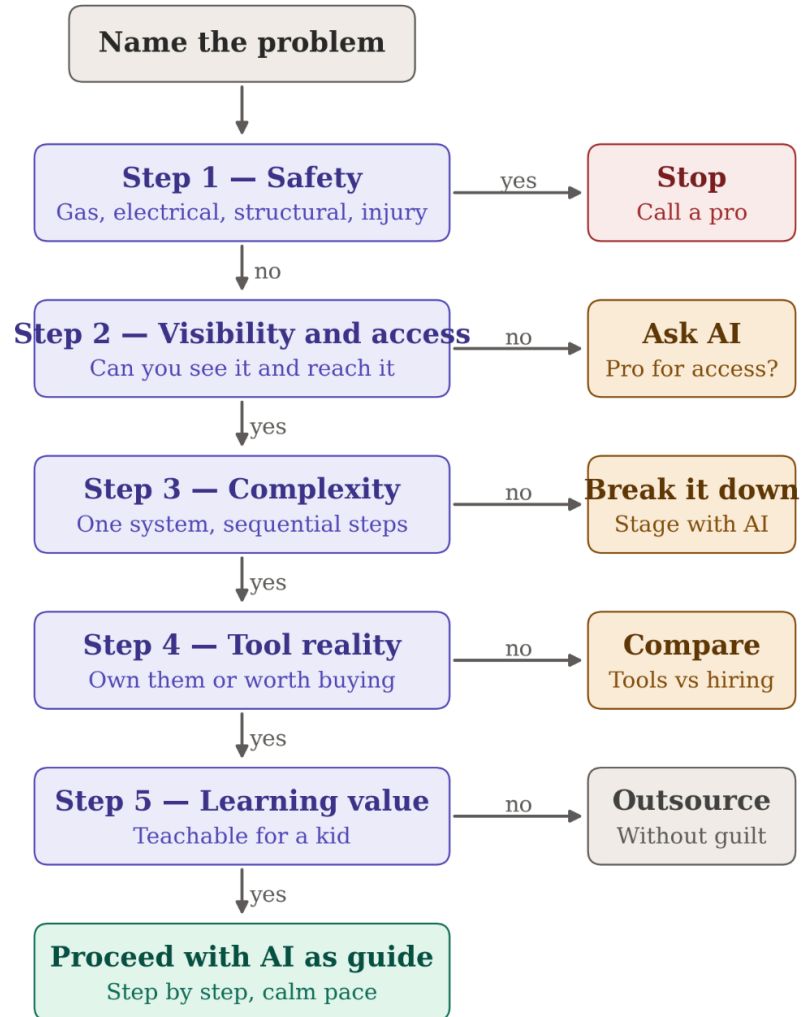 Name the problem
Step 1 — Safety
Gas, electrical, structural, injury
yes
Stop
Call a pro
no
Step 2 — Visibility and access
Can you see it and reach it
no
Ask AI
Pro for access?
yes
Step 3 — Complexity
One system, sequential steps
no
Break it down
Stage with AI
yes
Step 4 — Tool reality
Own them or worth buying
no
Compare
Tools vs hiring
yes
Step 5 — Learning value
Teachable for a kid
no
Outsource
Without guilt
yes
Proceed with AI as guide
Step by step, calm pace